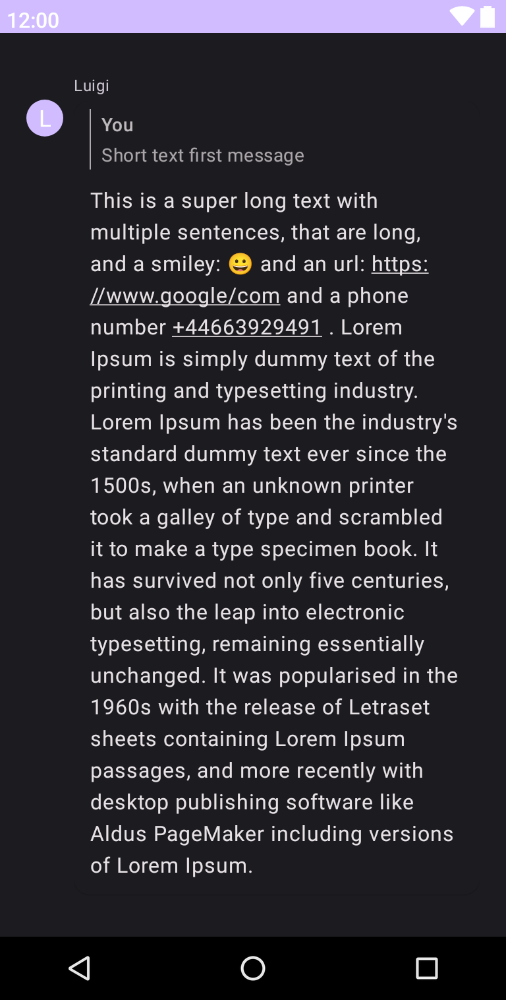 12:00
Luigi
L
You
Short text first message
This is a super long text with
multiple sentences, that are long,
and a smiley: 😀 and an url: https:
//www.google/com and a phone
number +44663929491 . Lorem
Ipsum is simply dummy text of the
printing and typesetting industry.
Lorem Ipsum has been the industry's
standard dummy text ever since the
1500s, when an unknown printer
took a galley of type and scrambled
it to make a type specimen book. It
has survived not only five centuries,
but also the leap into electronic
typesetting, remaining essentially
unchanged. It was popularised in the
1960s with the release of Letraset
sheets containing Lorem Ipsum
passages, and more recently with
desktop publishing software like
Aldus PageMaker including versions
of Lorem Ipsum.